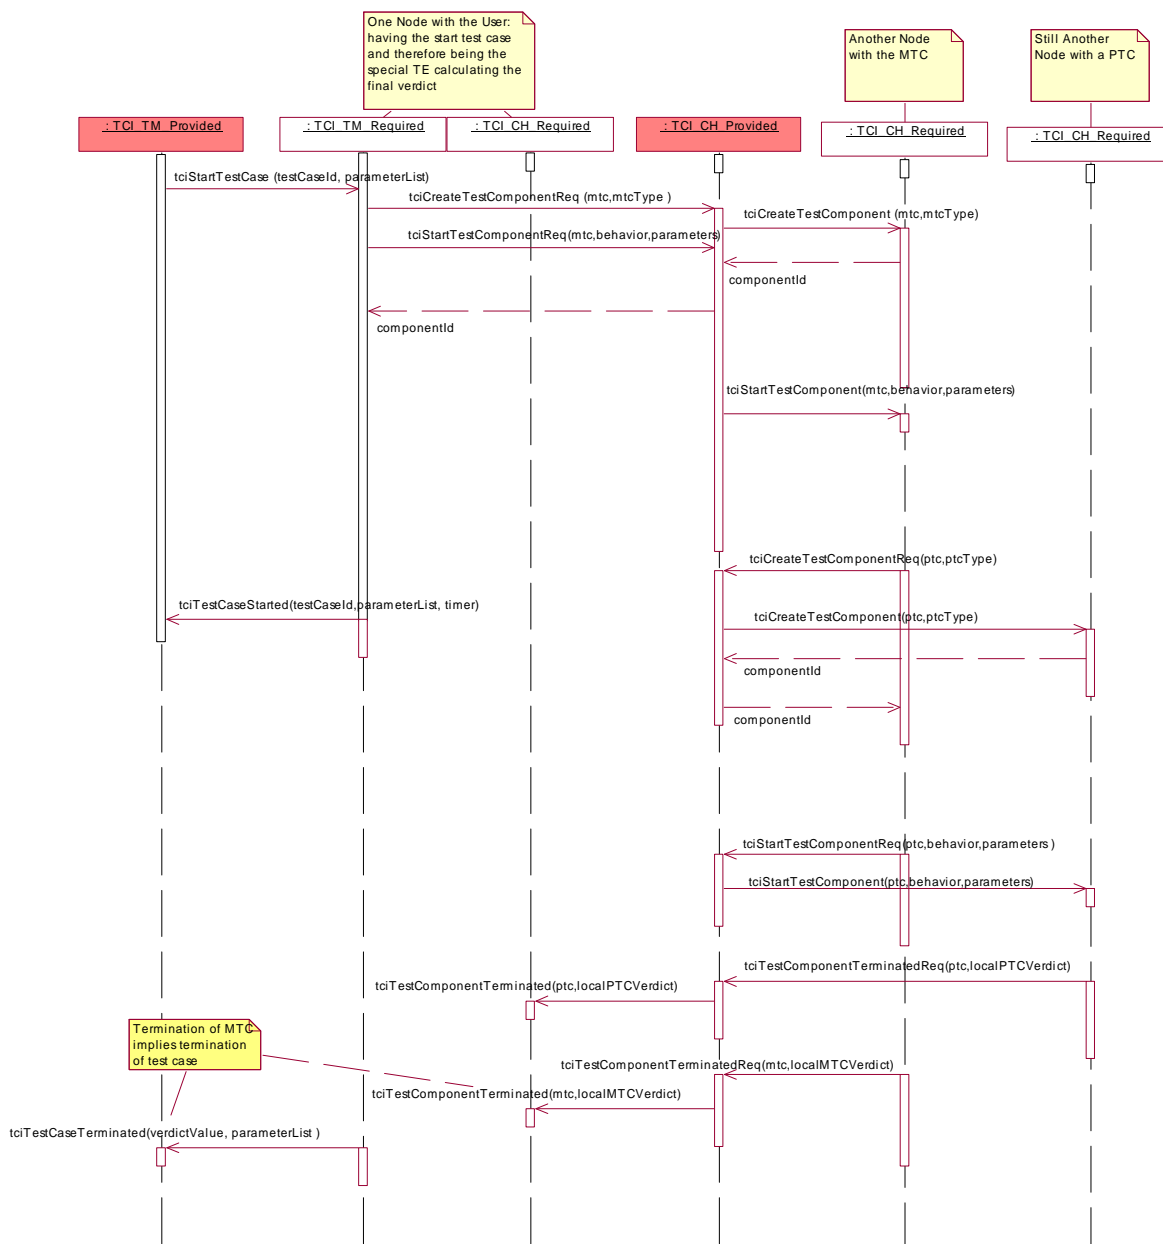 One Node with the User:
having the start test case
and therefore being the
special TE calculating the
final verdict
Another Node
with the MTC
Still Another
Node with a PTC
: TCI_TM_Provided
: TCI_TM_Required
: TCI_CH_Required
: TCI_CH_Provided
: TCI_CH_Required
: TCI_CH_Required
tciStartTestCase (testCaseId, parameterList)
tciCreateTestComponentReq (mtc,mtcType )
tciCreateTestComponent (mtc,mtcType)
tciStartTestComponentReq(mtc,behavior,parameters)
componentId
componentId
tciStartTestComponent(mtc,behavior,parameters)
tciCreateTestComponentReq(ptc,ptcType)
tciTestCaseStarted(testCaseId,parameterList, timer)
tciCreateTestComponent(ptc,ptcType)
componentId
componentId
tciStartTestComponentReq(ptc,behavior,parameters )
tciStartTestComponent(ptc,behavior,parameters)
tciTestComponentTerminatedReq(ptc,localPTCVerdict)
tciTestComponentTerminated(ptc,localPTCVerdict)
Termination of MTC
implies termination
of test case
tciTestComponentTerminatedReq(mtc,localMTCVerdict)
tciTestComponentTerminated(mtc,localMTCVerdict)
tciTestCaseTerminated(verdictValue, parameterList )